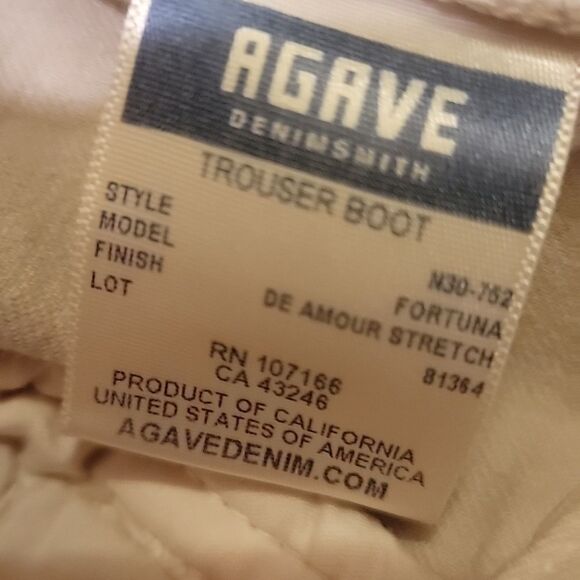 AGAVE
DENIMSMITH
TROUSER BOOT
STYLE N30-762
MODEL FORTUNA
FINISH DE AMOUR STRETCH
LOT 81364
RN 107166
CA 43246
PRODUCT OF CALIFORNIA
UNITED STATES OF AMERICA
AGAVEDENIM.COM